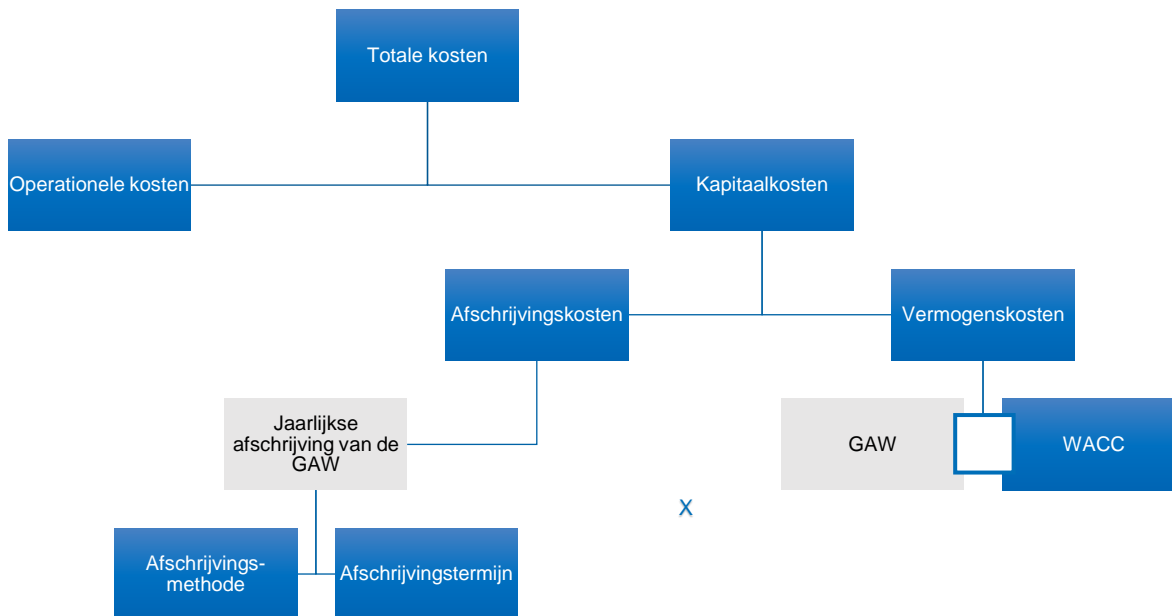 Totale kosten
Operationele kosten
Kapitaalkosten
Afschrijvingskosten
Vermogenskosten
Jaarlijkse
afschrijving van de
GAW
GAW
WACC
X
Afschrijvings-
methode
Afschrijvingstermijn